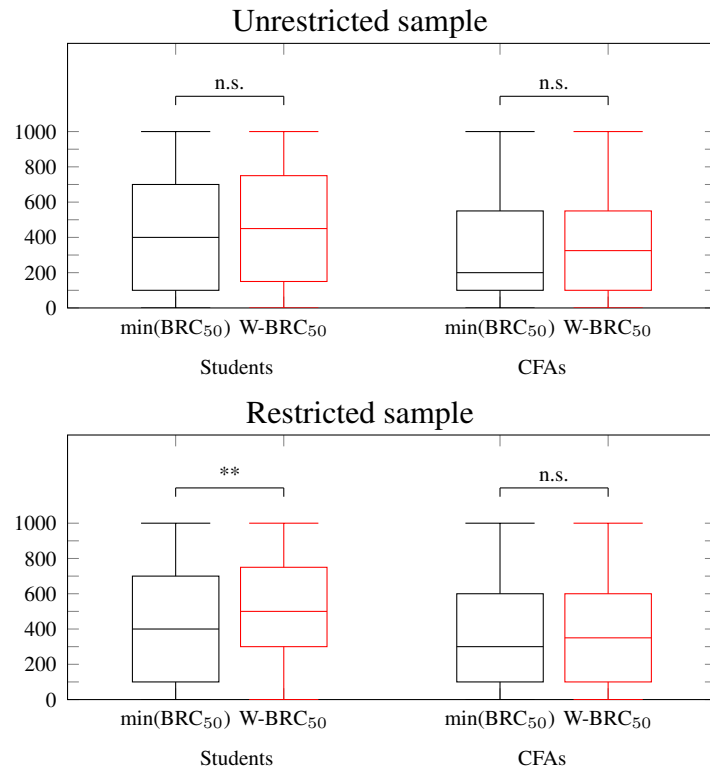 Unrestricted sample
n.s. n.s.
1000
800
600
400
200
0
min(BRC₅₀) W-BRC₅₀ min(BRC₅₀) W-BRC₅₀
Students CFAs
Restricted sample
** n.s.
1000
800
600
400
200
0
min(BRC₅₀) W-BRC₅₀ min(BRC₅₀) W-BRC₅₀
Students CFAs